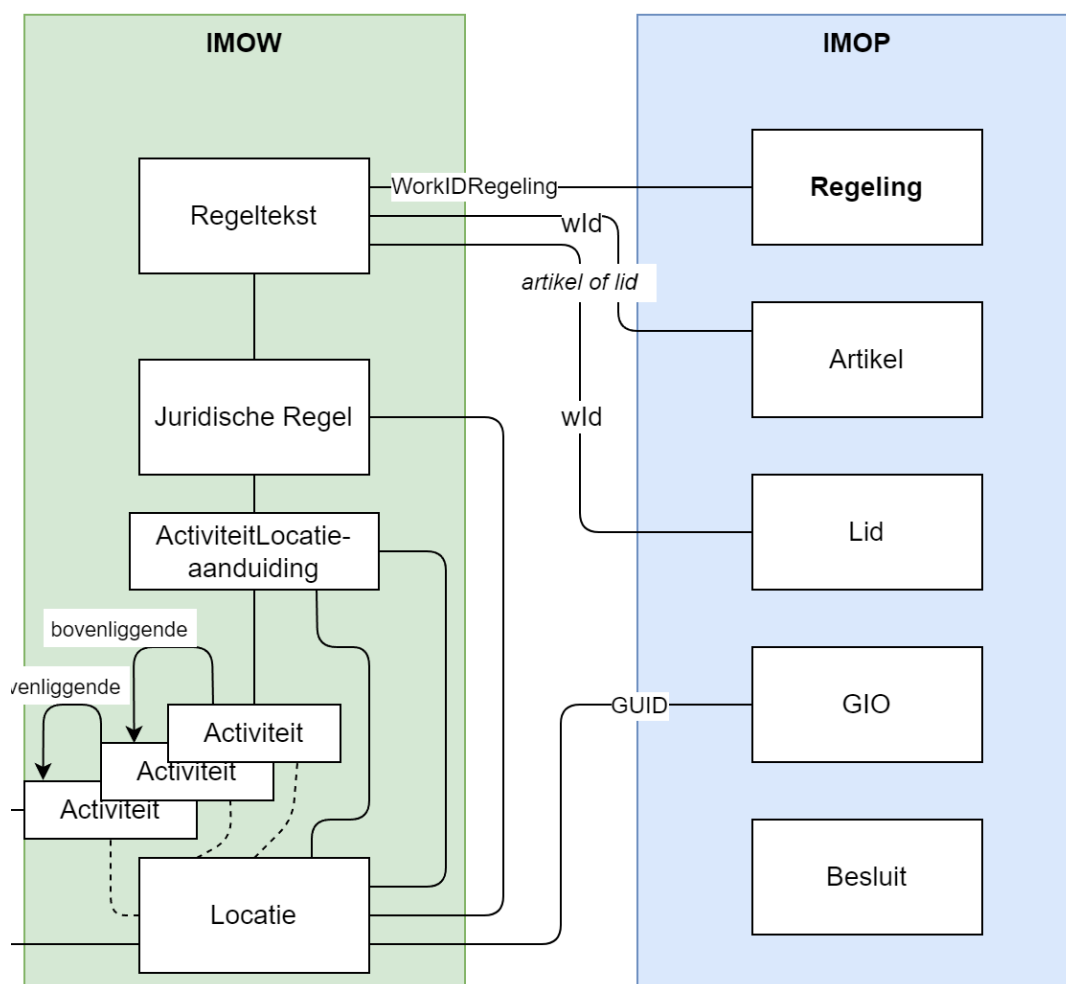 IMOW
IMOP
WorkIDRegeling
Regeling
Regeltekst
wId
artikel of lid
Artikel
Juridische Regel
wId
ActiviteitLocatie-
aanduiding
Lid
bovenliggende
venliggende
GUID
GIO
Activiteit
Activiteit
Activiteit
Besluit
Locatie